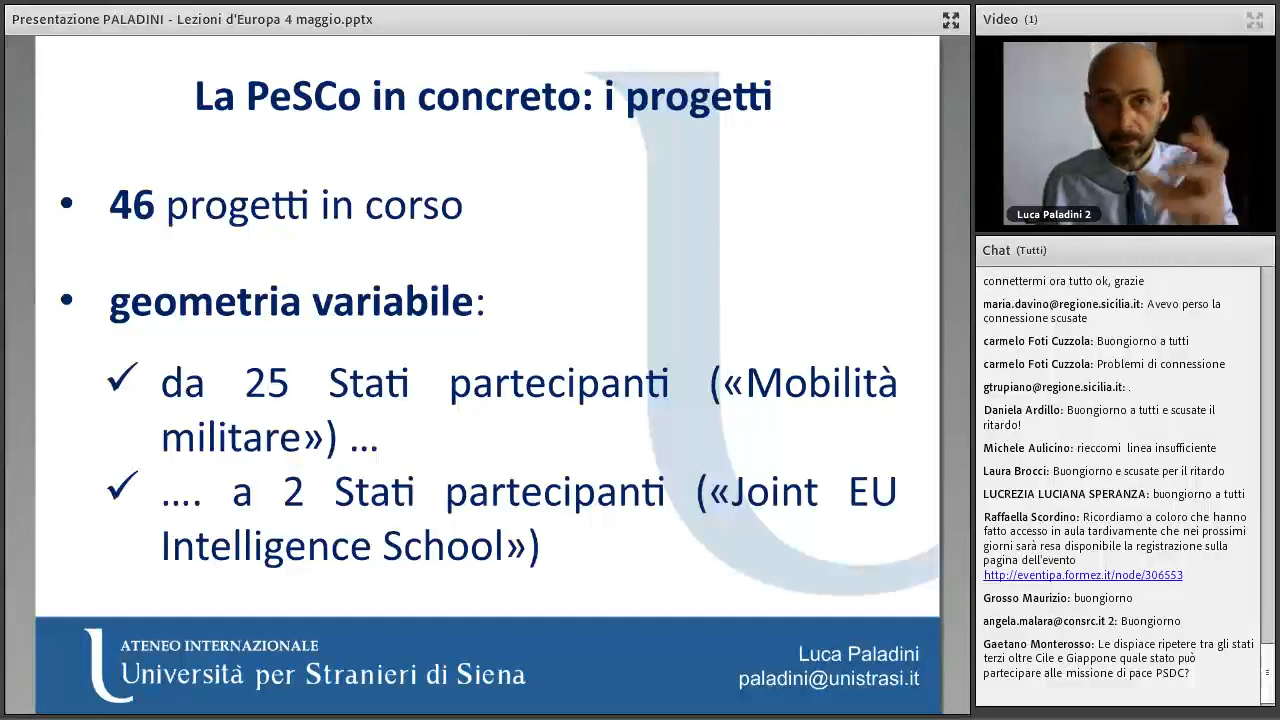 Presentazione PALADINI - Lezioni d'Europa 4 maggio.pptx
La PeSCo in concreto: i progetti
• 46 progetti in corso
• geometria variabile:
✓ da 25 Stati partecipanti («Mobilità
militare») ...
✓ .... a 2 Stati partecipanti («Joint EU
Intelligence School»)
ATENEO INTERNAZIONALE
Università per Stranieri di Siena
Luca Paladini
paladini@unistrasi.it
Video (1)
Luca Paladini 2
Chat (Tutti)
connettermi ora tutto ok, grazie
maria.davino@regione.sicilia.it: Avevo perso la
connessione scusate
carmelo Foti Cuzzola: Buongiorno a tutti
carmelo Foti Cuzzola: Problemi di connessione
gtrupiano@regione.sicilia.it: .
Daniela Ardillo: Buongiorno a tutti e scusate il
ritardo!
Michele Aulicino: rieccomi linea insufficiente
Laura Brocci: Buongiorno e scusate per il ritardo
LUCREZIA LUCIANA SPERANZA: buongiorno a tutti
Raffaella Scordino: Ricordiamo a coloro che hanno
fatto accesso in aula tardivamente che nei prossimi
giorni sarà resa disponibile la registrazione sulla
pagina dell'evento
http://eventipa.formez.it/node/306553
Grosso Maurizio: buongiorno
angela.malara@consrc.it 2: Buongiorno
Gaetano Monterosso: Le dispiace ripetere tra gli stati
terzi oltre Cile e Giappone quale stato può
partecipare alle missione di pace PSDC?